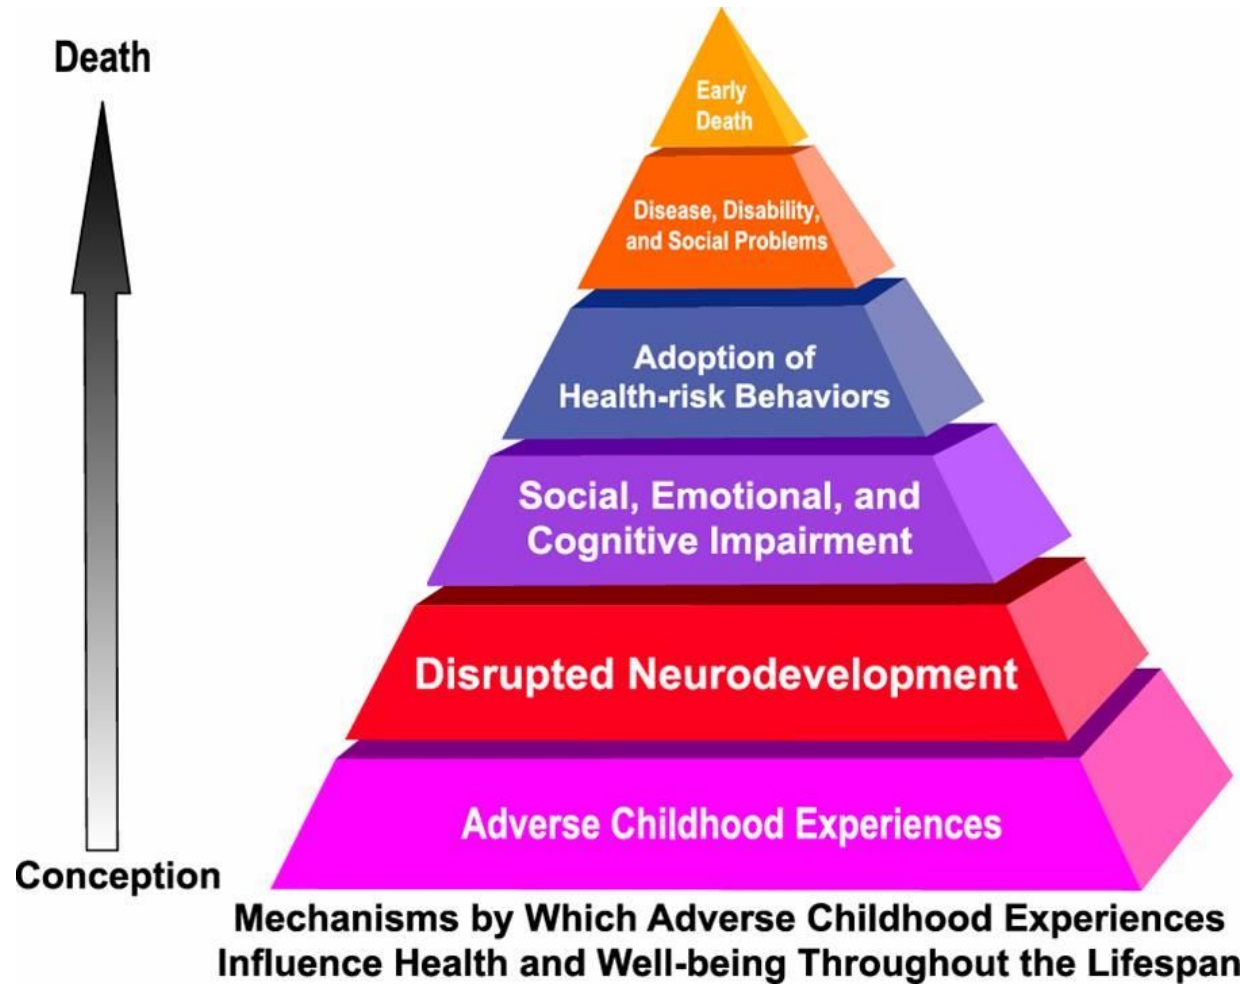 Death
Early
Death
Disease, Disability,
and Social Problems
Adoption of
Health-risk Behaviors
Social, Emotional, and
Cognitive Impairment
Disrupted Neurodevelopment
Adverse Childhood Experiences
Conception
Mechanisms by Which Adverse Childhood Experiences
Influence Health and Well-being Throughout the Lifespan